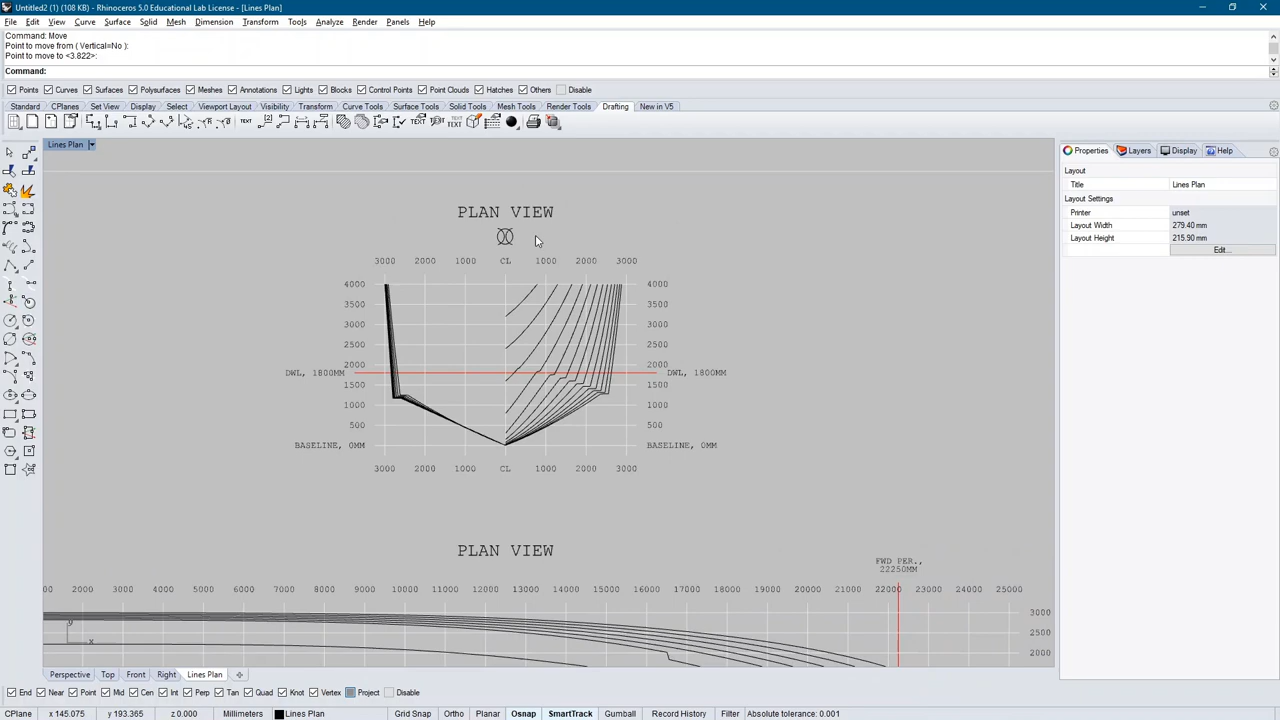 Untitled2 (1) (108 KB) - Rhinoceros 5.0 Educational Lab License - [Lines Plan]
File Edit View Curve Surface Solid Mesh Dimension Transform Tools Analyze Render Panels Help
Command: Move
Point to move from ( Vertical=No ):
Point to move to <3.822>:
Command:
Points Curves Surfaces Polysurfaces Meshes Annotations Lights Blocks Control Points Point Clouds Hatches Others Disable
Standard CPlanes Set View Display Select Viewport Layout Visibility Transform Curve Tools Surface Tools Solid Tools Mesh Tools Render Tools Drafting New in V5
Lines Plan
Properties Layers Display Help
Layout
Title Lines Plan
Layout Settings
Printer unset
Layout Width 279.40 mm
Layout Height 215.90 mm
Edit...
PLAN VIEW
3000 2000 1000 CL 1000 2000 3000
4000 4000
3500 3500
3000 3000
2500 2500
2000 2000
DWL, 1800MM DWL, 1800MM
1500 1500
1000 1000
500 500
BASELINE, 0MM BASELINE, 0MM
3000 2000 1000 CL 1000 2000 3000
PLAN VIEW
FWD PER.,
22250MM
00 2000 3000 4000 5000 6000 7000 8000 9000 10000 11000 12000 13000 14000 15000 16000 17000 18000 19000 20000 21000 22000 23000 24000 25000
3000
2500
2000
y
x
Perspective Top Front Right Lines Plan
End Near Point Mid Cen Int Perp Tan Quad Knot Vertex Project Disable
CPlane x 145.075 y 193.365 z 0.000 Millimeters Lines Plan Grid Snap Ortho Planar Osnap SmartTrack Gumball Record History Filter Absolute tolerance: 0.001